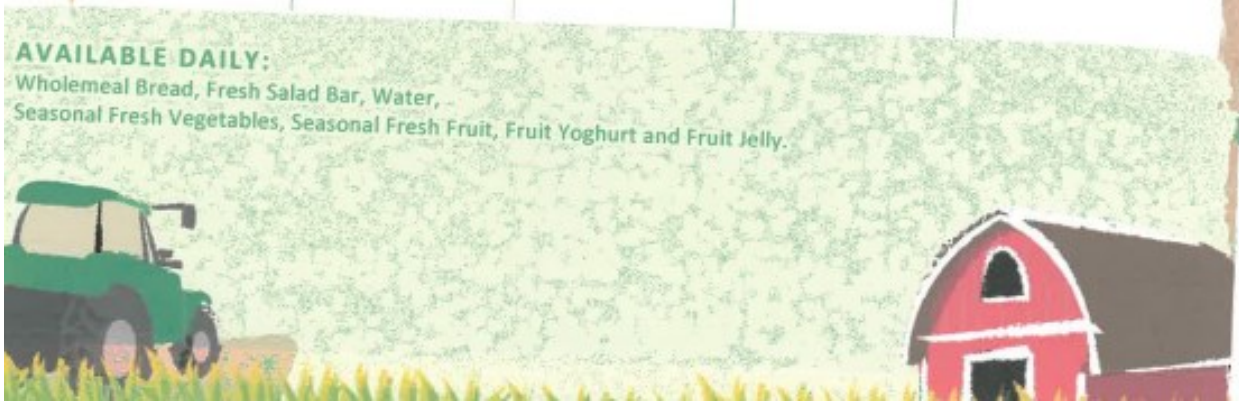 AVAILABLE DAILY:
Wholemeal Bread, Fresh Salad Bar, Water,
Seasonal Fresh Vegetables, Seasonal Fresh Fruit, Fruit Yoghurt and Fruit Jelly.